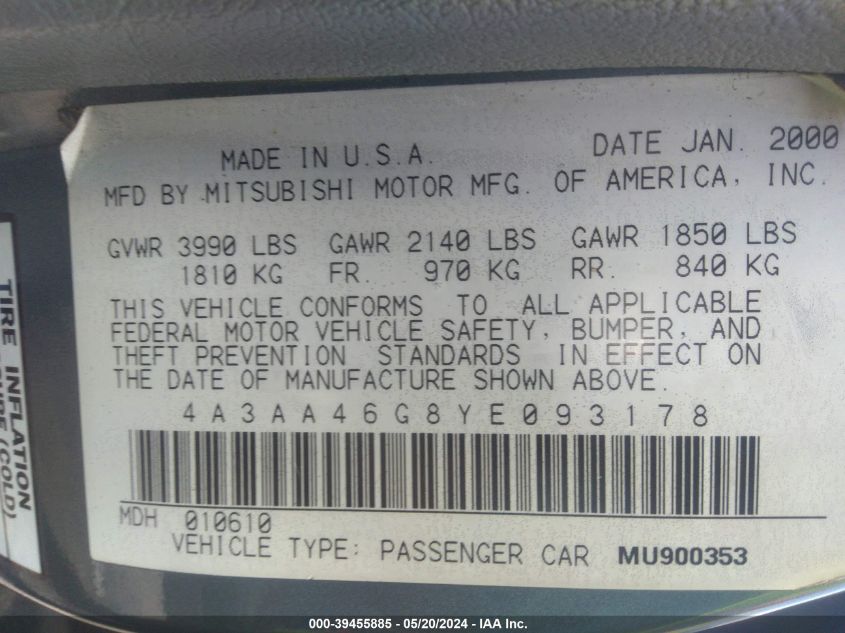 MADE IN U.S.A. DATE JAN. 2000
MFD BY MITSUBISHI MOTOR MFG. OF AMERICA, INC.
GVWR 3990 LBS GAWR 2140 LBS GAWR 1850 LBS
1810 KG FR. 970 KG RR. 840 KG
THIS VEHICLE CONFORMS TO ALL APPLICABLE
FEDERAL MOTOR VEHICLE SAFETY, BUMPER, AND
THEFT PREVENTION STANDARDS IN EFFECT ON
THE DATE OF MANUFACTURE SHOWN ABOVE.
4A3AA46G8YE093178
MDH 010610
VEHICLE TYPE: PASSENGER CAR MU900353
TIRE INFLATION
(COLD)
000-39455885 - 05/20/2024 - IAA Inc.